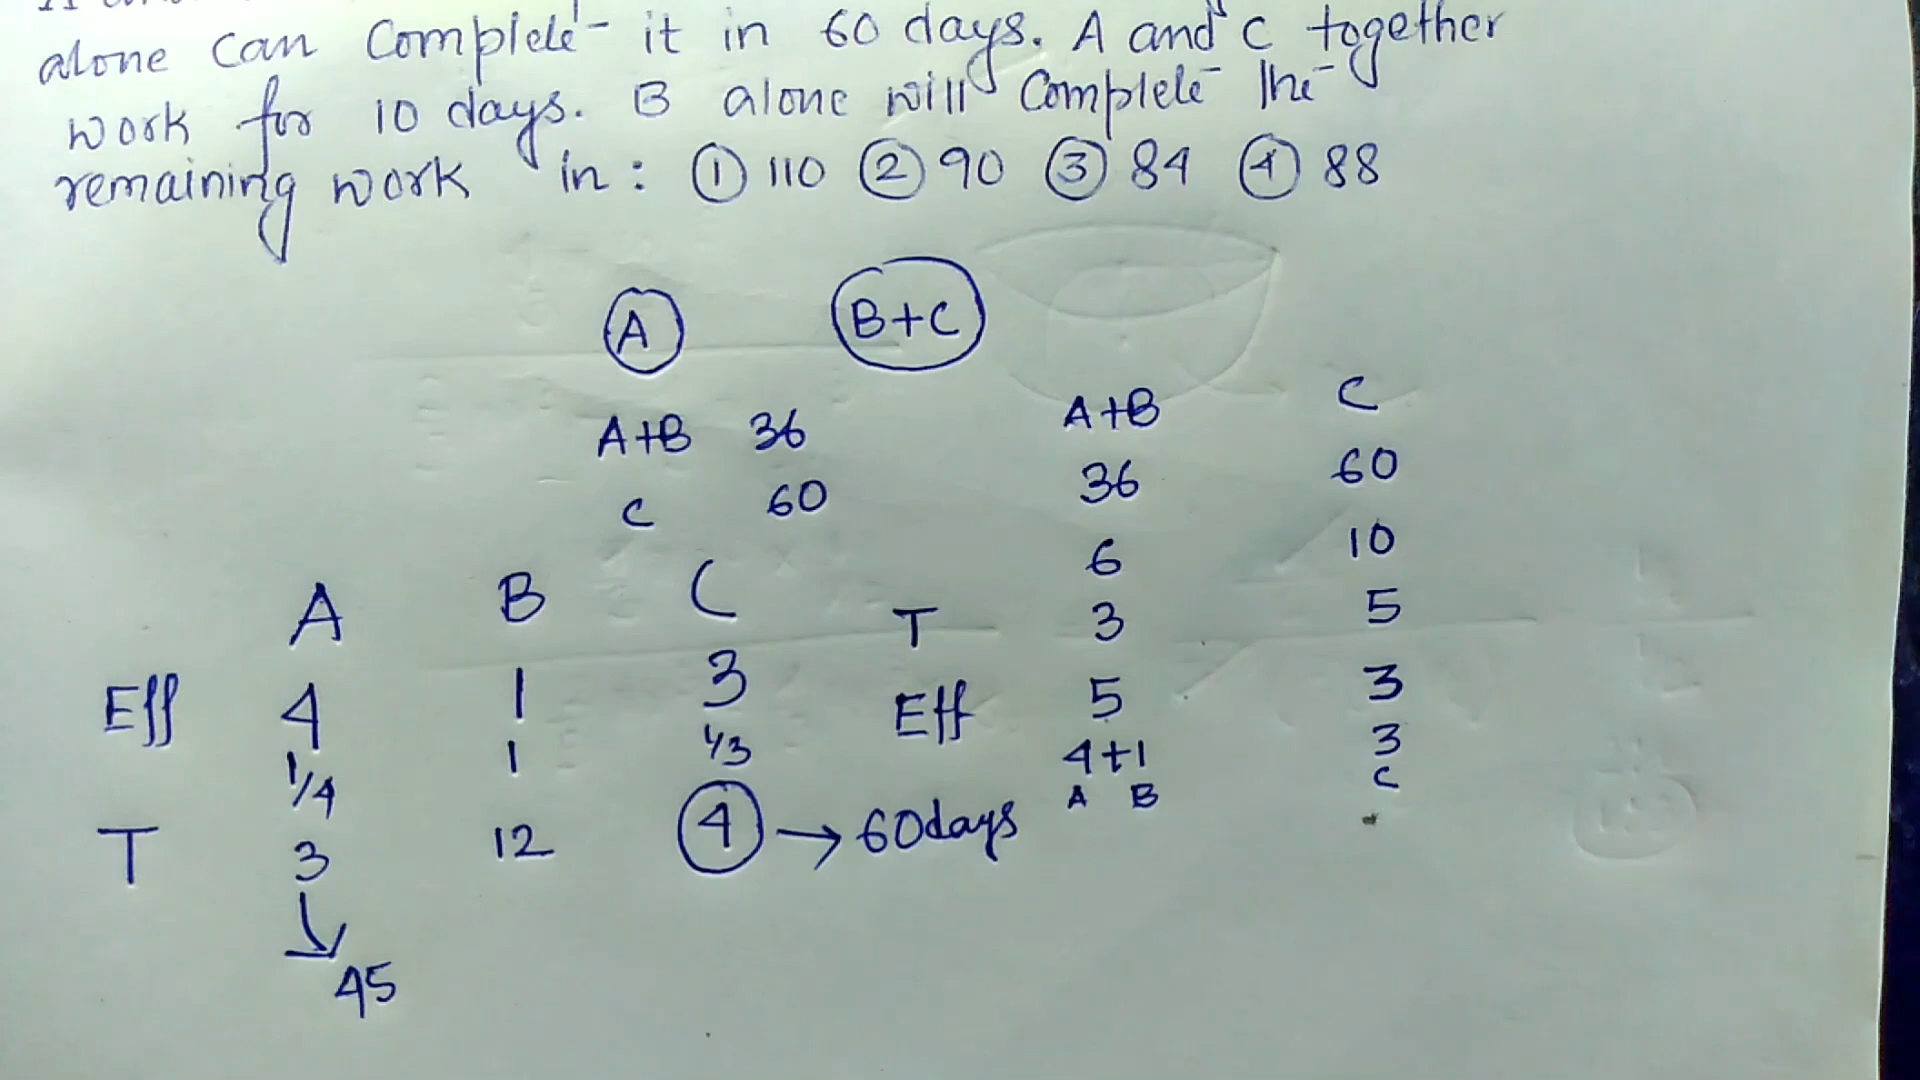 alone can complete it in 60 days. A and C together
work for 10 days. B alone will complete the
remaining work in : ① 110 ② 90 ③ 84 ④ 88
A B+C
A+B C
A+B 36
36 60
C 60
6 10
A B C
T 3 5
Eff 4 1 3
Eff 5 3
1/4 1 1/3
4+1 3
A B C
T 3 12 4 → 60days
45